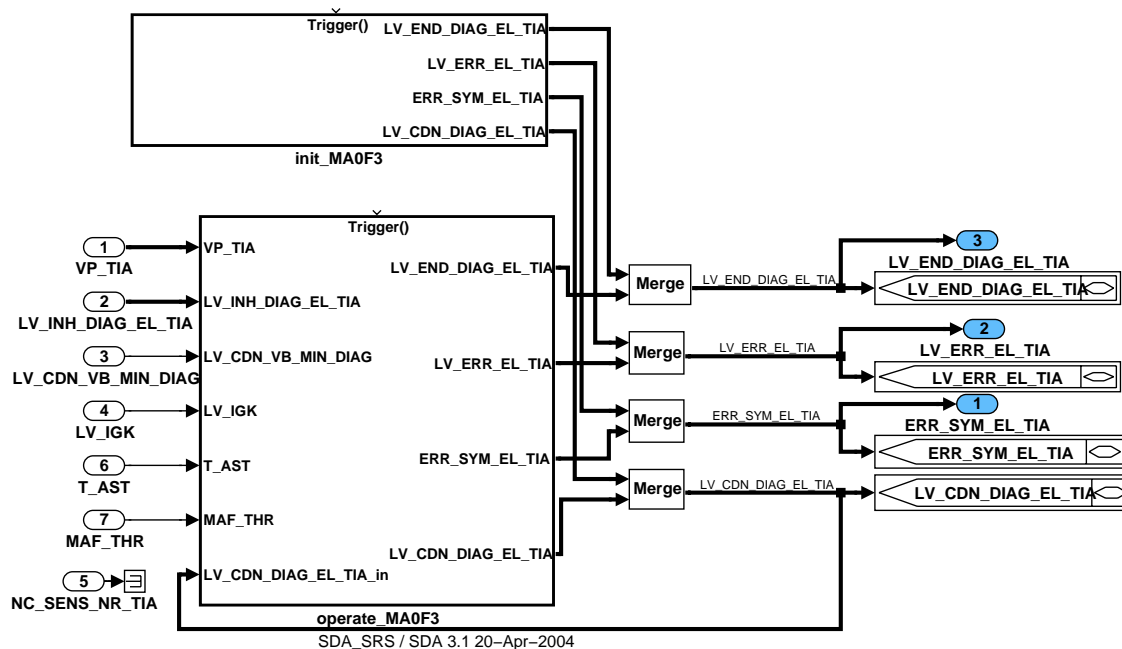 Trigger()
LV_END_DIAG_EL_TIA
LV_ERR_EL_TIA
ERR_SYM_EL_TIA
LV_CDN_DIAG_EL_TIA
init_MA0F3
Trigger()
1
VP_TIA
VP_TIA
2
LV_INH_DIAG_EL_TIA
LV_INH_DIAG_EL_TIA
3
LV_CDN_VB_MIN_DIAG
LV_CDN_VB_MIN_DIAG
4
LV_IGK
LV_IGK
6
T_AST
T_AST
7
MAF_THR
MAF_THR
5
NC_SENS_NR_TIA
LV_CDN_DIAG_EL_TIA_in
LV_END_DIAG_EL_TIA
LV_ERR_EL_TIA
ERR_SYM_EL_TIA
LV_CDN_DIAG_EL_TIA
operate_MA0F3
Merge
LV_END_DIAG_EL_TIA
3
LV_END_DIAG_EL_TIA
LV_END_DIAG_EL_TIA
Merge
LV_ERR_EL_TIA
2
LV_ERR_EL_TIA
LV_ERR_EL_TIA
Merge
ERR_SYM_EL_TIA
1
ERR_SYM_EL_TIA
ERR_SYM_EL_TIA
Merge
LV_CDN_DIAG_EL_TIA
LV_CDN_DIAG_EL_TIA
SDA_SRS / SDA 3.1 20−Apr−2004